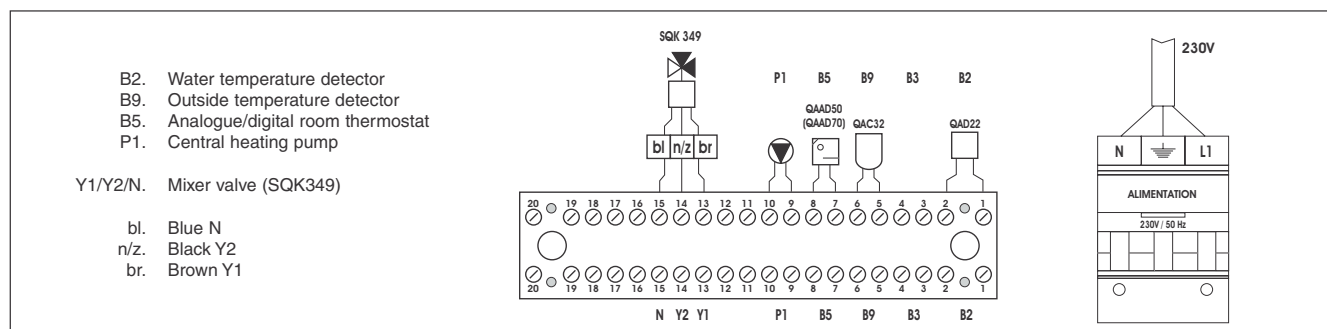 B2. Water temperature detector
B9. Outside temperature detector
B5. Analogue/digital room thermostat
P1. Central heating pump
Y1/Y2/N. Mixer valve (SQK349)
bl. Blue N
n/z. Black Y2
br. Brown Y1
SQK 349
bl n/z br
P1 B5 B9 B3 B2
QAAD50
(QAAD70) QAC32 QAD22
20 19 18 17 16 15 14 13 12 11 10 9 8 7 6 5 4 3 2 1
20 19 18 17 16 15 14 13 12 11 10 9 8 7 6 5 4 3 2 1
N Y2 Y1 P1 B5 B9 B3 B2
230V
N L1
ALIMENTATION
230V / 50 Hz